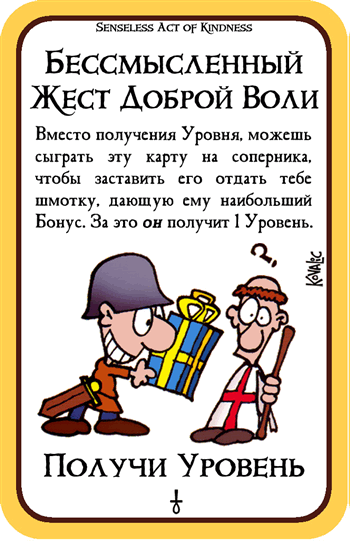 Senseless Act of Kindness
Бессмысленный
Жест Доброй Воли
Вместо получения Уровня, можешь
сыграть эту карту на соперника,
чтобы заставить его отдать тебе
шмотку, дающую ему наибольший
Бонус. За это он получит 1 Уровень.
?
Kovalic
Получи Уровень